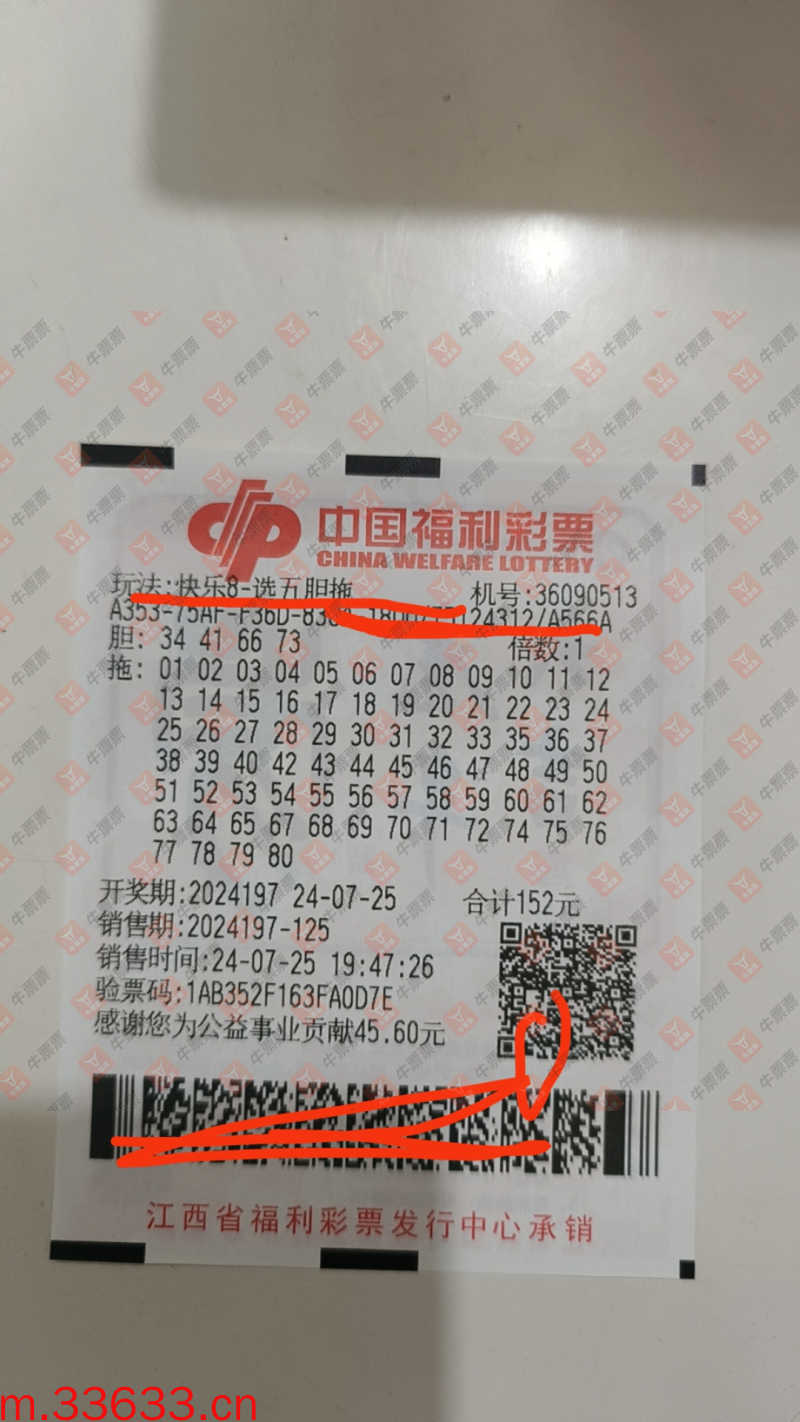 中国福利彩票
CHINA WELFARE LOTTERY
玩法:快乐8-选五胆拖 机号:36090513
A353-75AF-F36D- 124312/A566A
胆: 34 41 66 73 倍数:1
拖: 01 02 03 04 05 06 07 08 09 10 11 12
13 14 15 16 17 18 19 20 21 22 23 24
25 26 27 28 29 30 31 32 33 35 36 37
38 39 40 42 43 44 45 46 47 48 49 50
51 52 53 54 55 56 57 58 59 60 61 62
63 64 65 67 68 69 70 71 72 74 75 76
77 78 79 80
开奖期:2024197 24-07-25 合计152元
销售期:2024197-125
销售时间:24-07-25 19:47:26
验票码:1AB352F163FA0D7E
感谢您为公益事业贡献45.60元
江西省福利彩票发行中心承销
牛票票
m.33633.cn